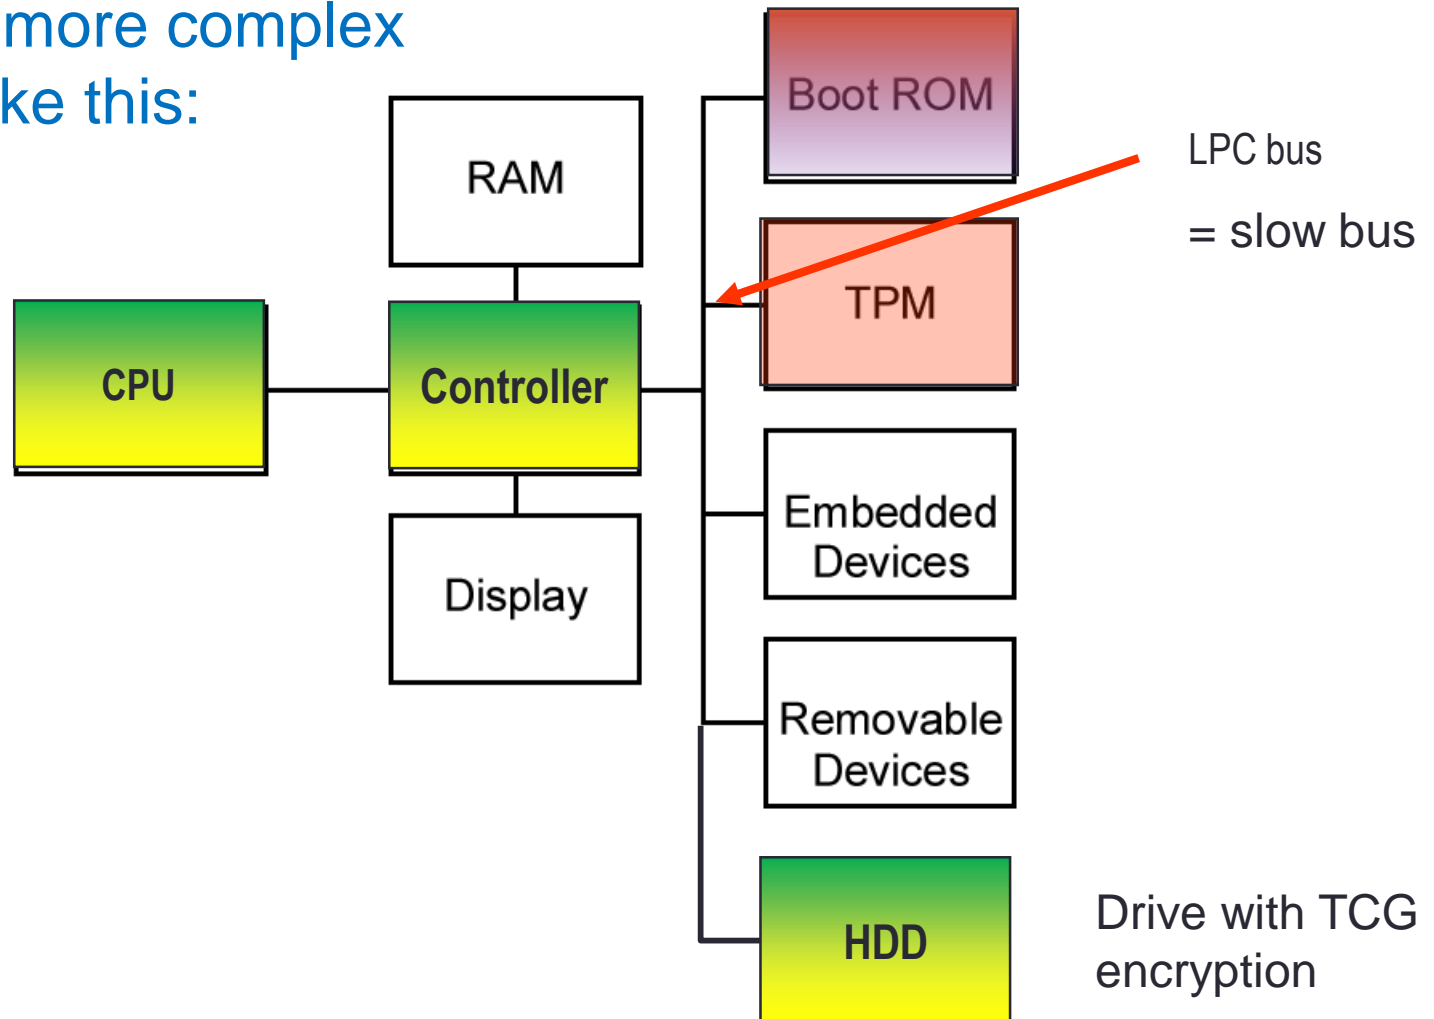 more complex
ke this:
Boot ROM
LPC bus
= slow bus
RAM
TPM
CPU
Controller
Embedded
Devices
Display
Removable
Devices
HDD
Drive with TCG
encryption